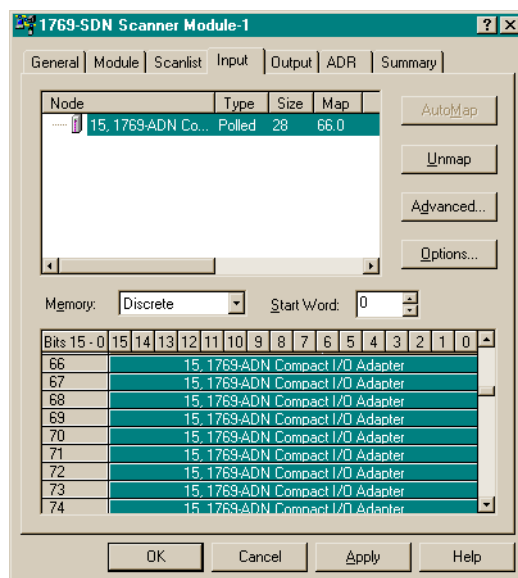 1769-SDN Scanner Module-1
General Module Scanlist Input Output ADR Summary
Node Type Size Map
15, 1769-ADN Co... Polled 28 66.0
AutoMap
Unmap
Advanced...
Options...
Memory: Discrete Start Word: 0
Bits 15 - 0 15 14 13 12 11 10 9 8 7 6 5 4 3 2 1 0
66 15, 1769-ADN Compact I/O Adapter
67 15, 1769-ADN Compact I/O Adapter
68 15, 1769-ADN Compact I/O Adapter
69 15, 1769-ADN Compact I/O Adapter
70 15, 1769-ADN Compact I/O Adapter
71 15, 1769-ADN Compact I/O Adapter
72 15, 1769-ADN Compact I/O Adapter
73 15, 1769-ADN Compact I/O Adapter
74 15, 1769-ADN Compact I/O Adapter
OK Cancel Apply Help